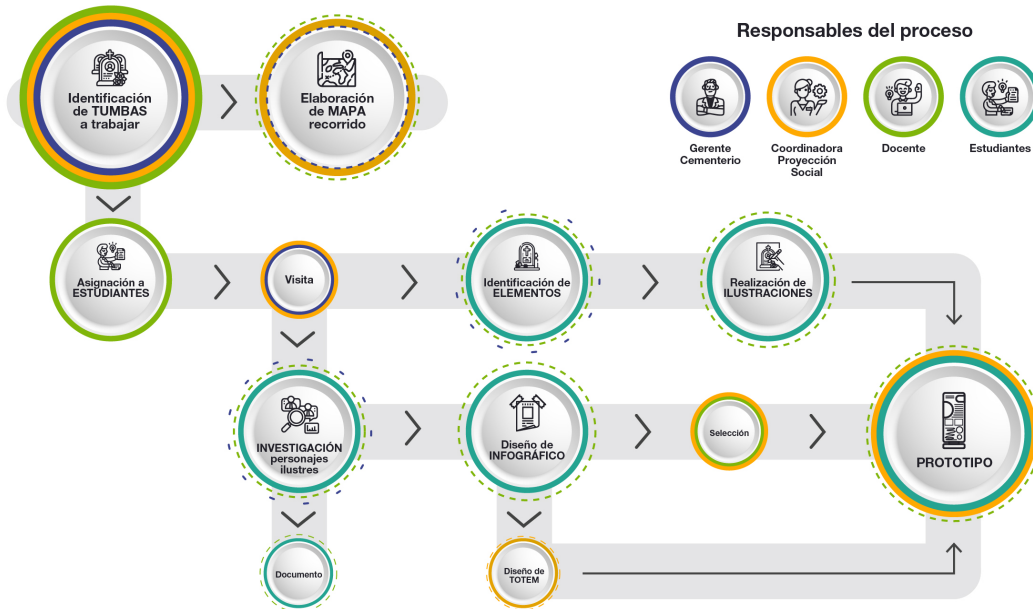 Responsables del proceso
Identificación
de TUMBAS
a trabajar
Elaboración
de MAPA
recorrido
Gerente
Cementerio
Coordinadora
Proyección
Social
Docente
Estudiantes
Asignación a
ESTUDIANTES
Visita
Identificación de
ELEMENTOS
Realización de
ILUSTRACIONES
INVESTIGACIÓN
personajes
ilustres
Diseño de
INFOGRÁFICO
Selección
PROTOTIPO
Documento
Diseño de
TOTEM